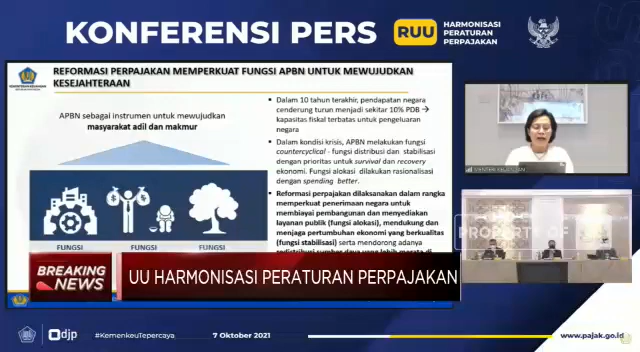 KONFERENSI PERS RUU HARMONISASI
PERATURAN
PERPAJAKAN
REFORMASI PERPAJAKAN MEMPERKUAT FUNGSI APBN UNTUK MEWUJUDKAN
KESEJAHTERAAN
APBN sebagai instrumen untuk mewujudkan
masyarakat adil dan makmur
FUNGSI
FUNGSI
FUNGSI
Dalam 10 tahun terakhir, pendapatan negara
cenderung turun menjadi sekitar 10% PDB →
kapasitas fiskal terbatas untuk pengeluaran
negara
Dalam kondisi krisis, APBN melakukan fungsi
countercyclical - fungsi distribusi dan stabilisasi
dengan prioritas untuk survival dan recovery
ekonomi. Fungsi alokasi dilakukan rasionalisasi
dengan spending better.
Reformasi perpajakan dilaksanakan dalam rangka
memperkuat penerimaan negara untuk
membiayai pembangunan dan menyediakan
layanan publik (fungsi alokasi), mendukung dan
menjaga pertumbuhan ekonomi yang berkualitas
(fungsi stabilisasi) serta mendorong adanya
MENTERI KEUANGAN
PROPERTY OF
BREAKING
NEWS
UU HARMONISASI PERATURAN PERPAJAKAN
djp
#KemenkeuTepercaya
7 Oktober 2021
www.pajak.go.id